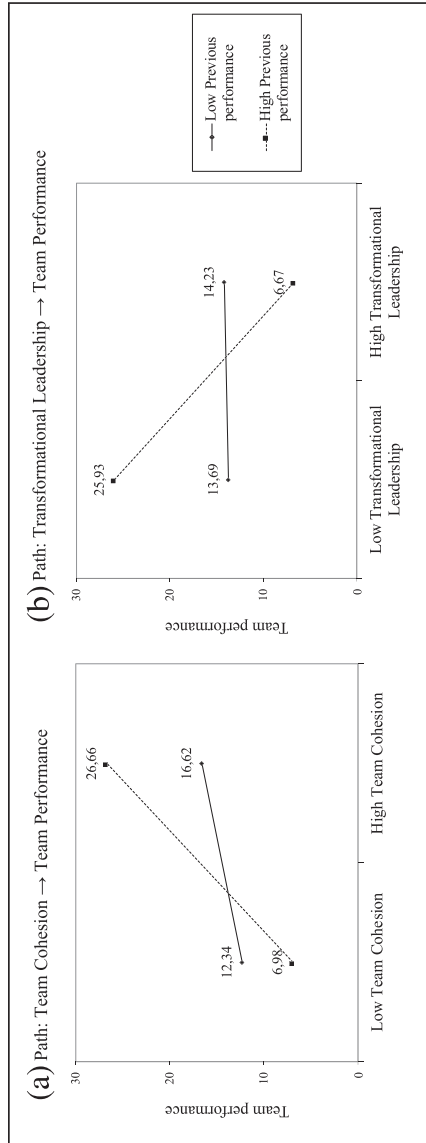 (a) Path: Team Cohesion → Team Performance
30
20
10
0
Team performance
26,66
16,62
12,34
6,98
Low Team Cohesion
High Team Cohesion
(b) Path: Transformational Leadership → Team Performance
30
20
10
0
Team performance
25,93
13,69
14,23
6,67
Low Transformational
Leadership
High Transformational
Leadership
Low Previous
performance
High Previous
performance